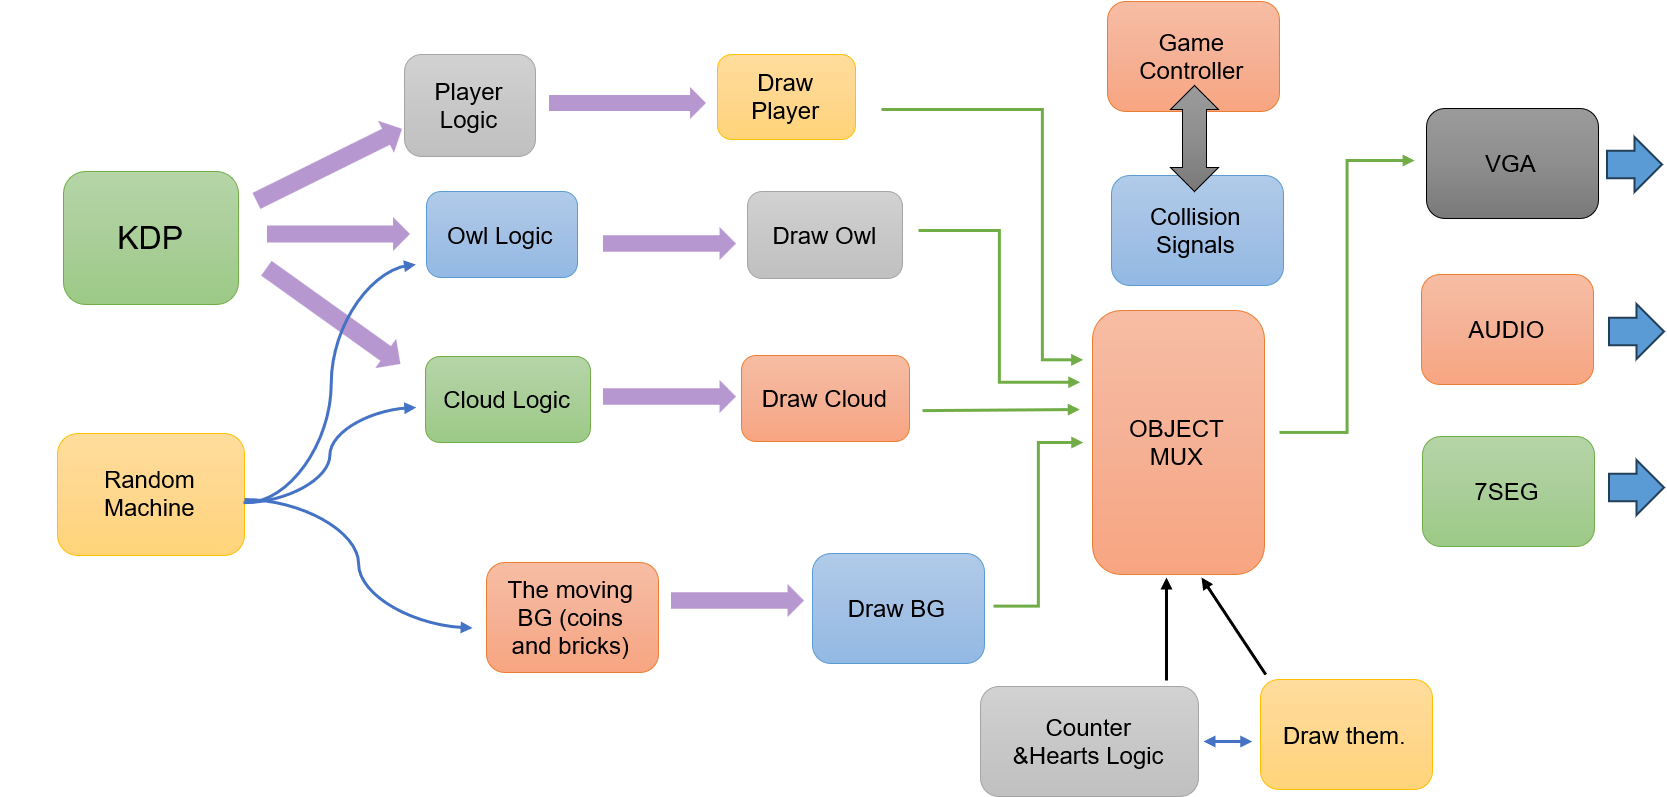 Game
Controller
Player
Logic
Draw
Player
VGA
KDP
Owl Logic
Draw Owl
Collision
Signals
AUDIO
Cloud Logic
Draw Cloud
OBJECT
MUX
Random
Machine
7SEG
The moving
BG (coins
and bricks)
Draw BG
Counter
&Hearts Logic
Draw them.